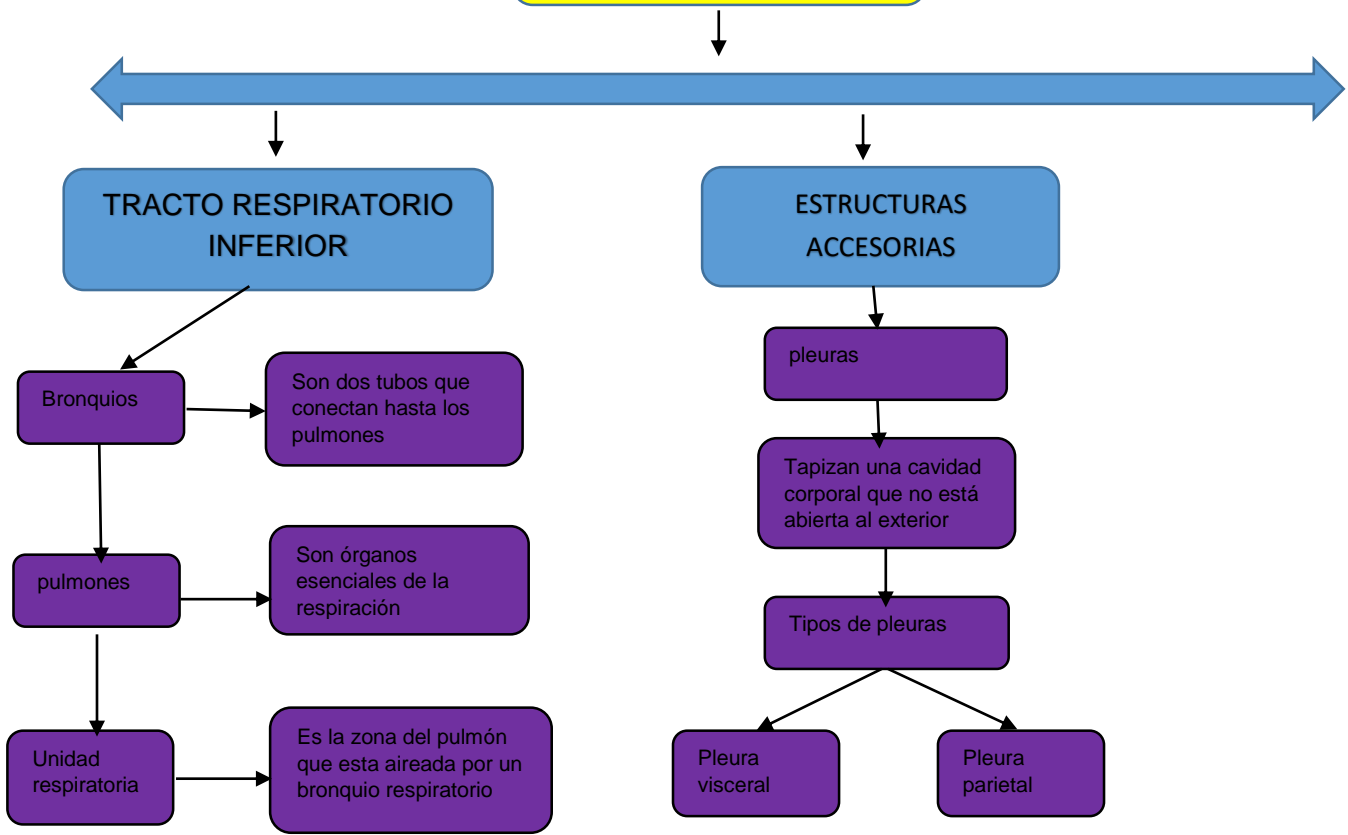 TRACTO RESPIRATORIO
INFERIOR
Bronquios
Son dos tubos que
conectan hasta los
pulmones
pulmones
Son órganos
esenciales de la
respiración
Unidad
respiratoria
Es la zona del pulmón
que esta aireada por un
bronquio respiratorio
ESTRUCTURAS
ACCESORIAS
pleuras
Tapizan una cavidad
corporal que no está
abierta al exterior
Tipos de pleuras
Pleura
visceral
Pleura
parietal